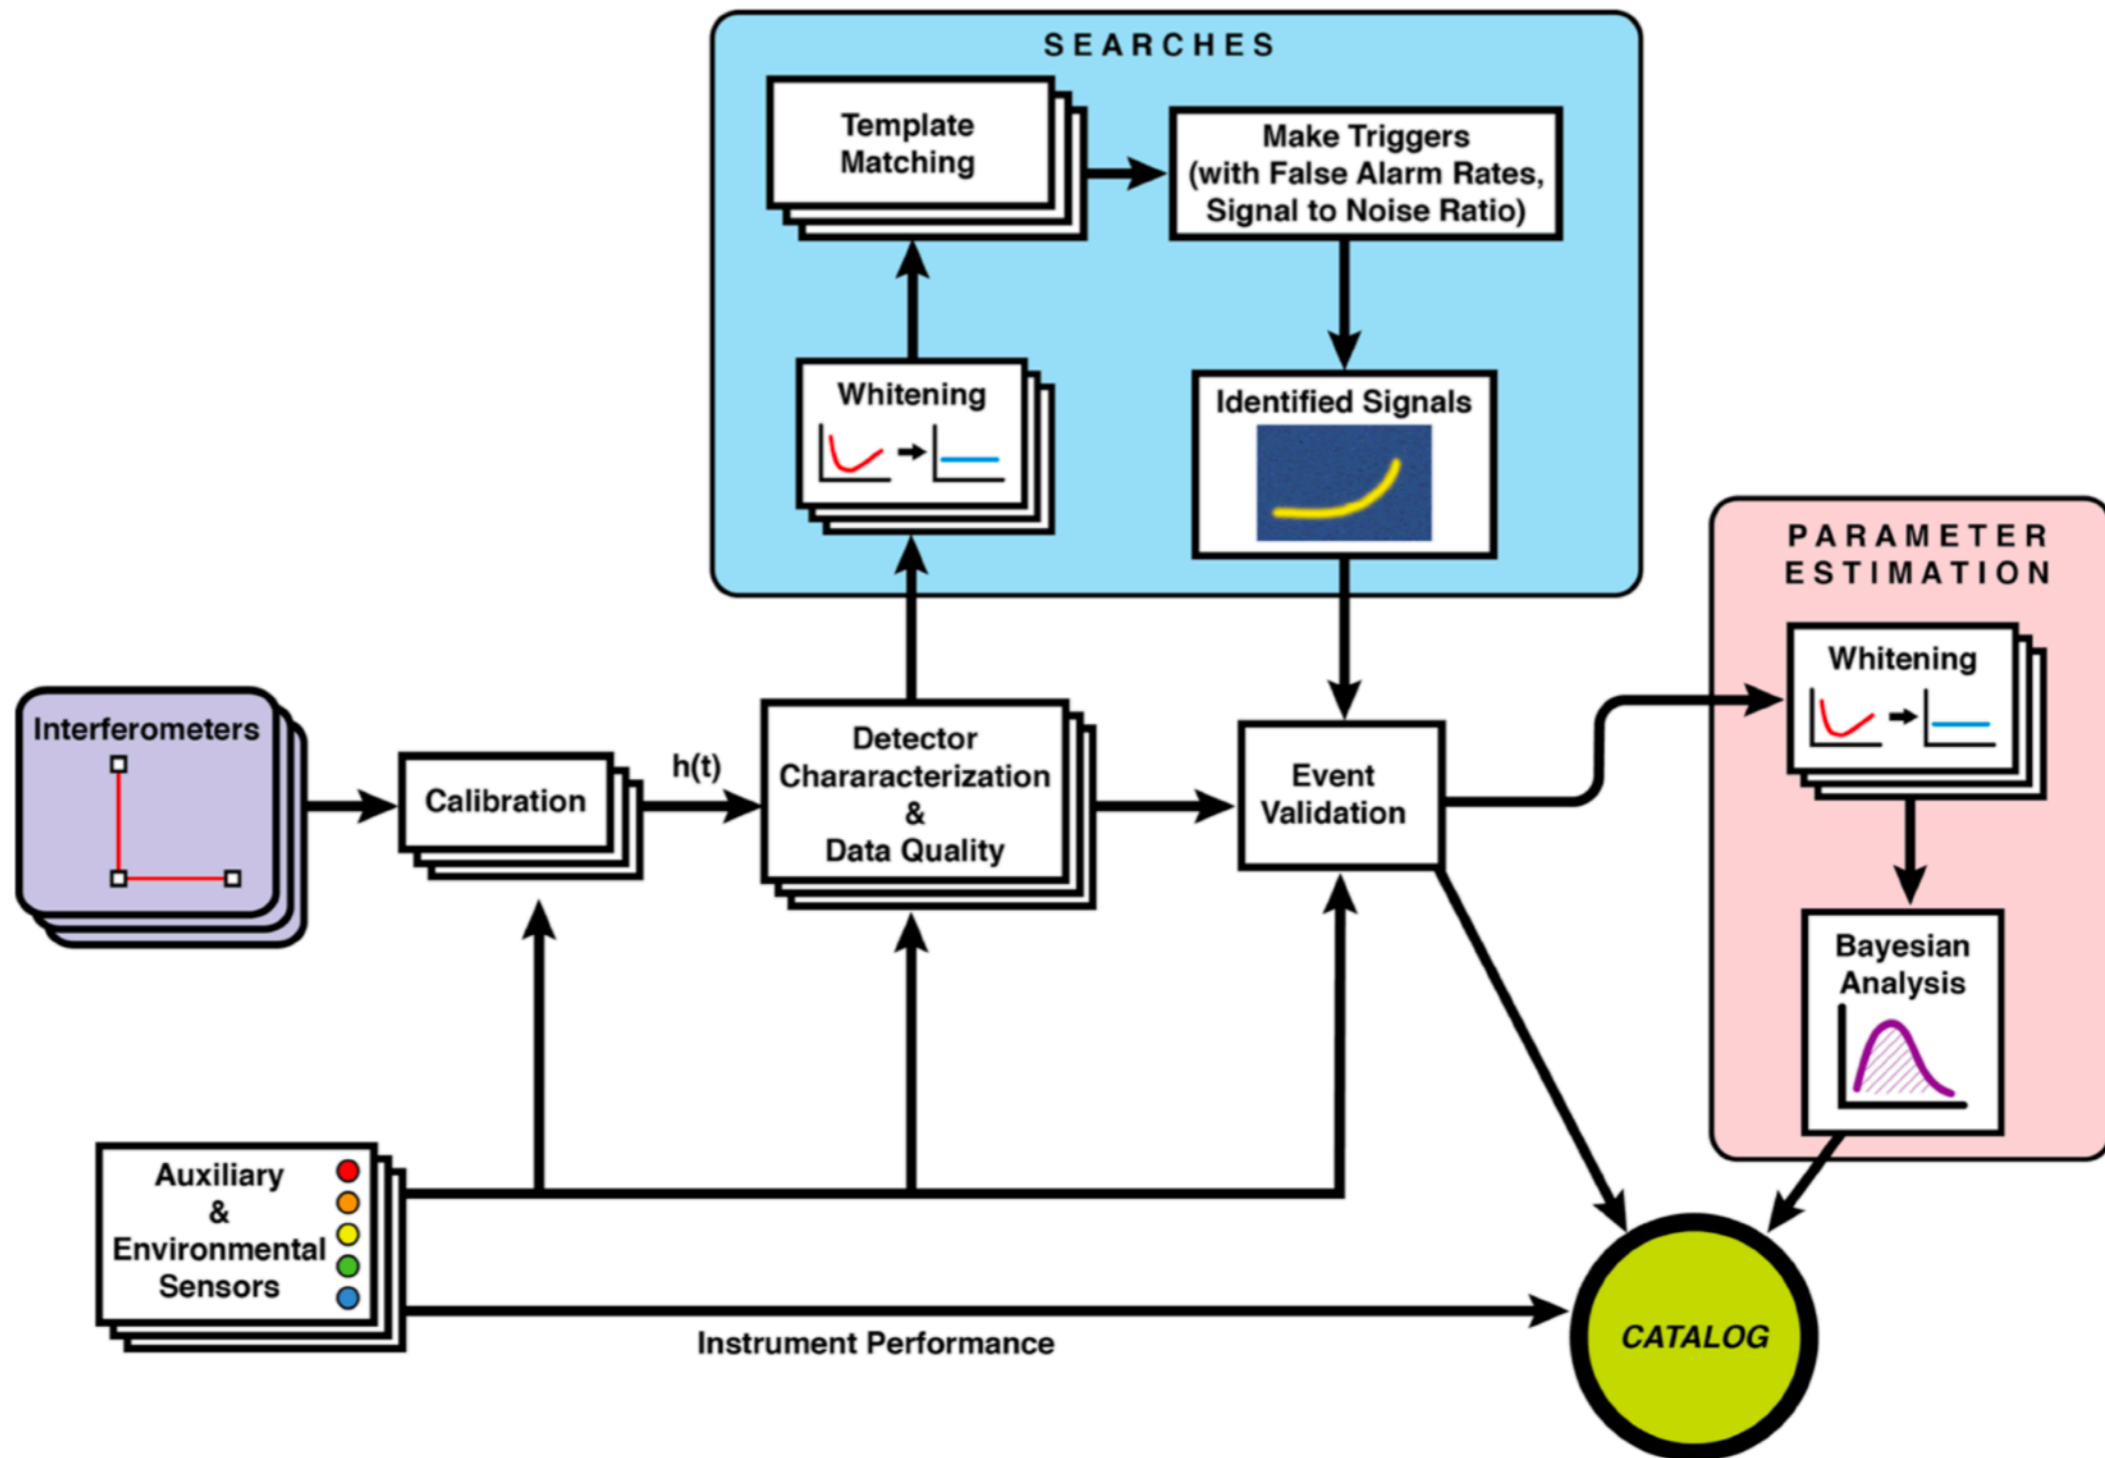 SEARCHES
Template
Matching
Make Triggers
(with False Alarm Rates,
Signal to Noise Ratio)
Whitening
Identified Signals
PARAMETER
ESTIMATION
Whitening
Interferometers
Calibration
h(t)
Detector
Chararacterization
&
Data Quality
Event
Validation
Bayesian
Analysis
Auxiliary
&
Environmental
Sensors
Instrument Performance
CATALOG